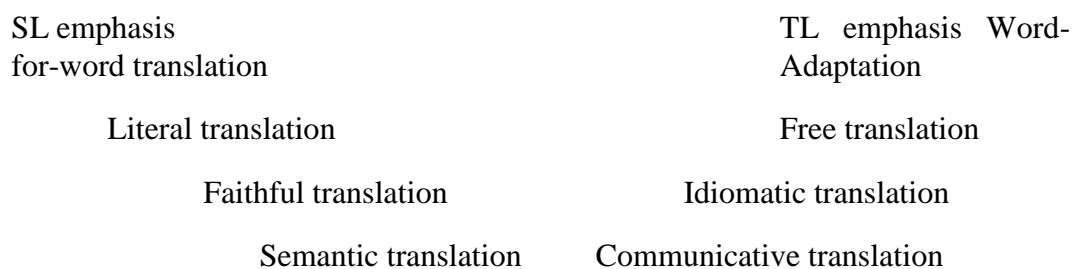 SL emphasis TL emphasis Word-
for-word translation Adaptation
Literal translation Free translation
Faithful translation Idiomatic translation
Semantic translation Communicative translation